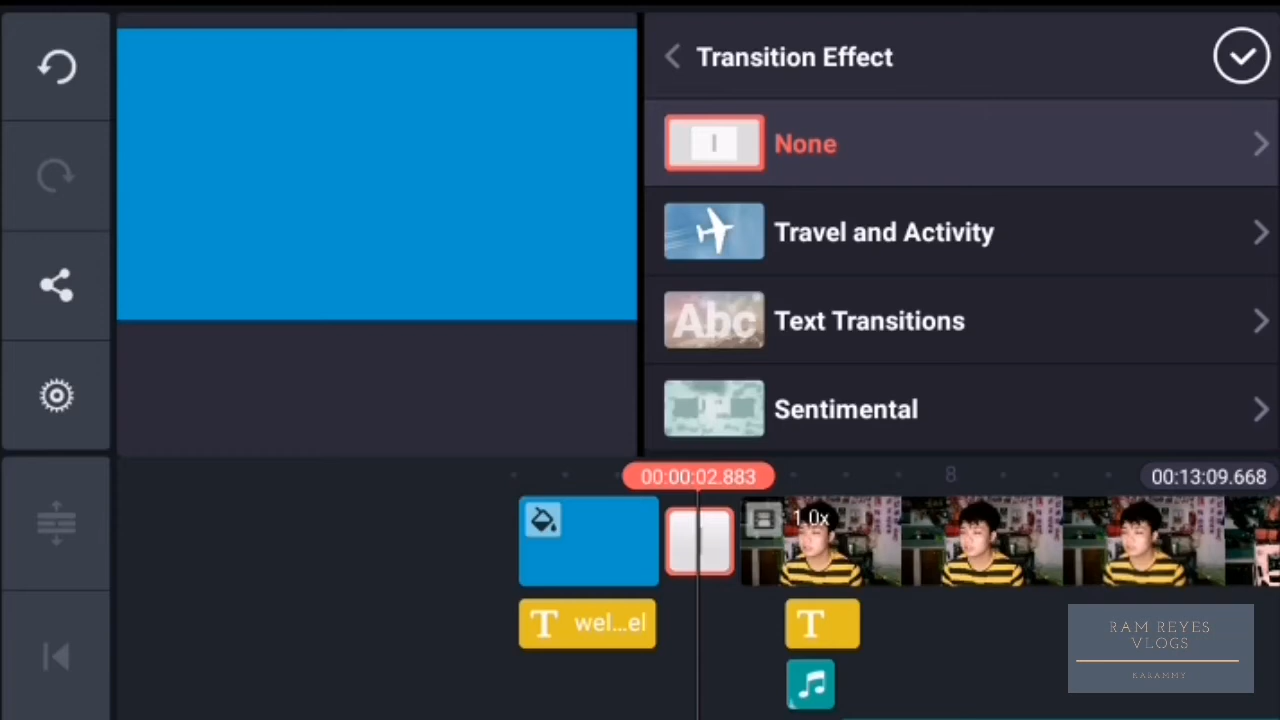 Transition Effect
None
Travel and Activity
Abc
Text Transitions
Sentimental
00:00:02.883
8
00:13:09.668
1.0x
T wel...el
T
RAM REYES
VLOGS
KABAMMY